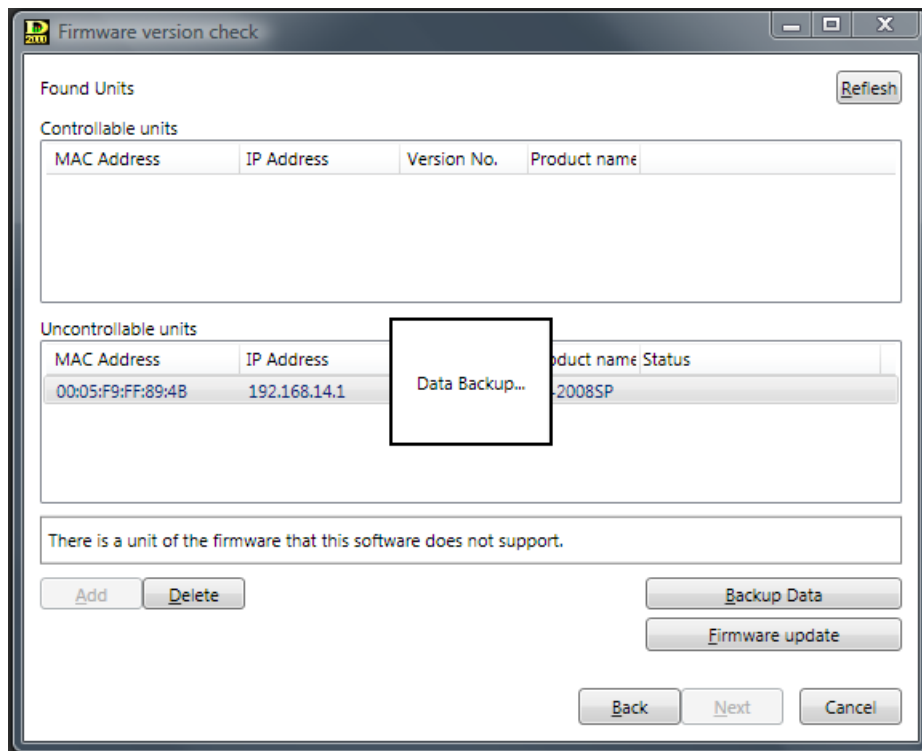 Firmware version check
Found Units
Reflesh
Controllable units
MAC Address IP Address Version No. Product name
Uncontrollable units
MAC Address IP Address oduct name Status
00:05:F9:FF:89:4B 192.168.14.1 -2008SP
Data Backup...
There is a unit of the firmware that this software does not support.
Add Delete Backup Data
Firmware update
Back Next Cancel